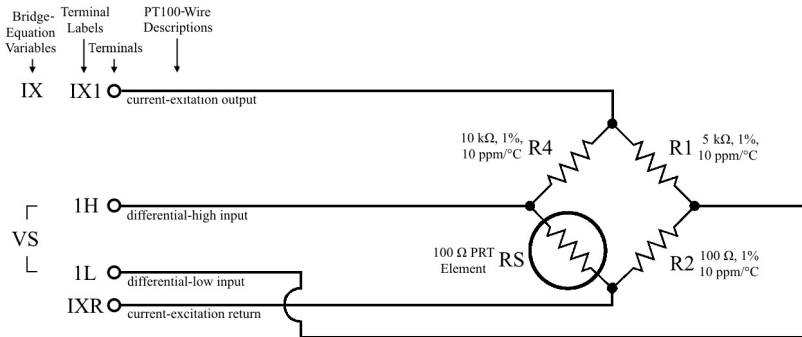 Bridge-
Equation
Variables
Terminal
Labels
Terminals
PT100-Wire
Descriptions
IX
IX1
current-exitation output
10 kΩ, 1%,
10 ppm/°C
R4
R1
5 kΩ, 1%,
10 ppm/°C
1H
differential-high input
VS
100 Ω PRT
Element
RS
R2
100 Ω, 1%
10 ppm/°C
1L
differential-low input
IXR
current-excitation return